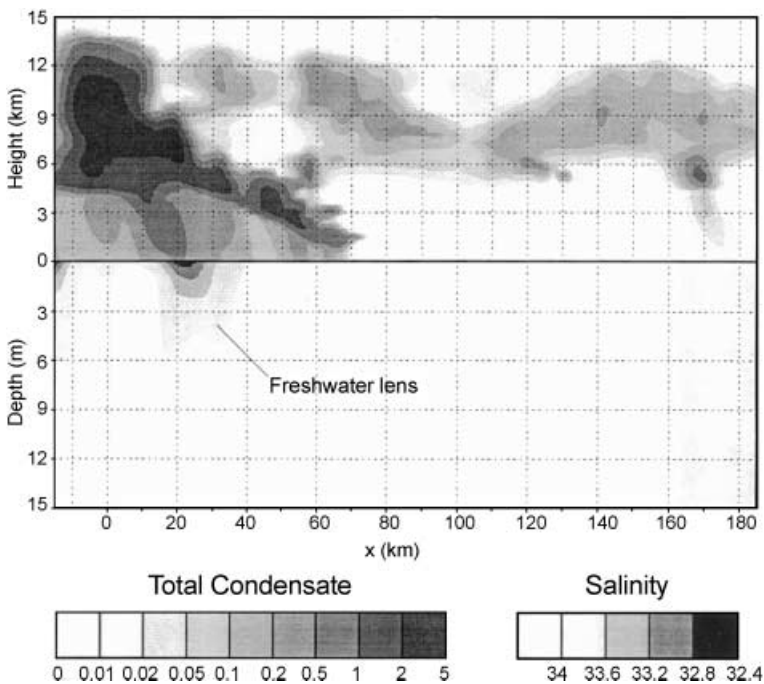 15
12
9
6
3
0
Height (km)
3
6
9
12
15
Depth (m)
Freshwater lens
0 20 40 60 80 100 120 140 160 180
x (km)
Total Condensate
0 0.01 0.02 0.05 0.1 0.2 0.5 1 2 5
Salinity
34 33.6 33.2 32.8 32.4